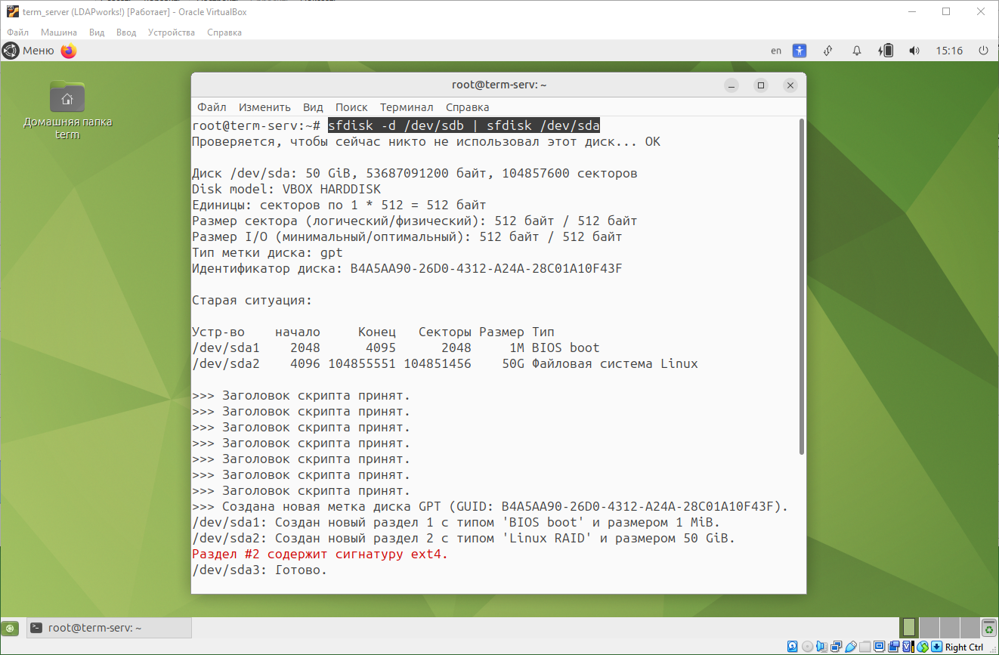 term_server (LDAPworks!) [Работает] - Oracle VirtualBox
Файл Машина Вид Ввод Устройства Справка
Меню en 15:16
Домашняя папка
term
root@term-serv: ~
Файл Изменить Вид Поиск Терминал Справка
root@term-serv:~# sfdisk -d /dev/sdb | sfdisk /dev/sda
Проверяется, чтобы сейчас никто не использовал этот диск... OK
Диск /dev/sda: 50 GiB, 53687091200 байт, 104857600 секторов
Disk model: VBOX HARDDISK
Единицы: секторов по 1 * 512 = 512 байт
Размер сектора (логический/физический): 512 байт / 512 байт
Размер I/O (минимальный/оптимальный): 512 байт / 512 байт
Тип метки диска: gpt
Идентификатор диска: B4A5AA90-26D0-4312-A24A-28C01A10F43F
Старая ситуация:
Устр-во начало Конец Секторы Размер Тип
/dev/sda1 2048 4095 2048 1M BIOS boot
/dev/sda2 4096 104855551 104851456 50G Файловая система Linux
>>> Заголовок скрипта принят.
>>> Заголовок скрипта принят.
>>> Заголовок скрипта принят.
>>> Заголовок скрипта принят.
>>> Заголовок скрипта принят.
>>> Заголовок скрипта принят.
>>> Заголовок скрипта принят.
>>> Создана новая метка диска GPT (GUID: B4A5AA90-26D0-4312-A24A-28C01A10F43F).
/dev/sda1: Создан новый раздел 1 с типом 'BIOS boot' и размером 1 MiB.
/dev/sda2: Создан новый раздел 2 с типом 'Linux RAID' и размером 50 GiB.
Раздел #2 содержит сигнатуру ext4.
/dev/sda3: Готово.
root@term-serv: ~
Right Ctrl